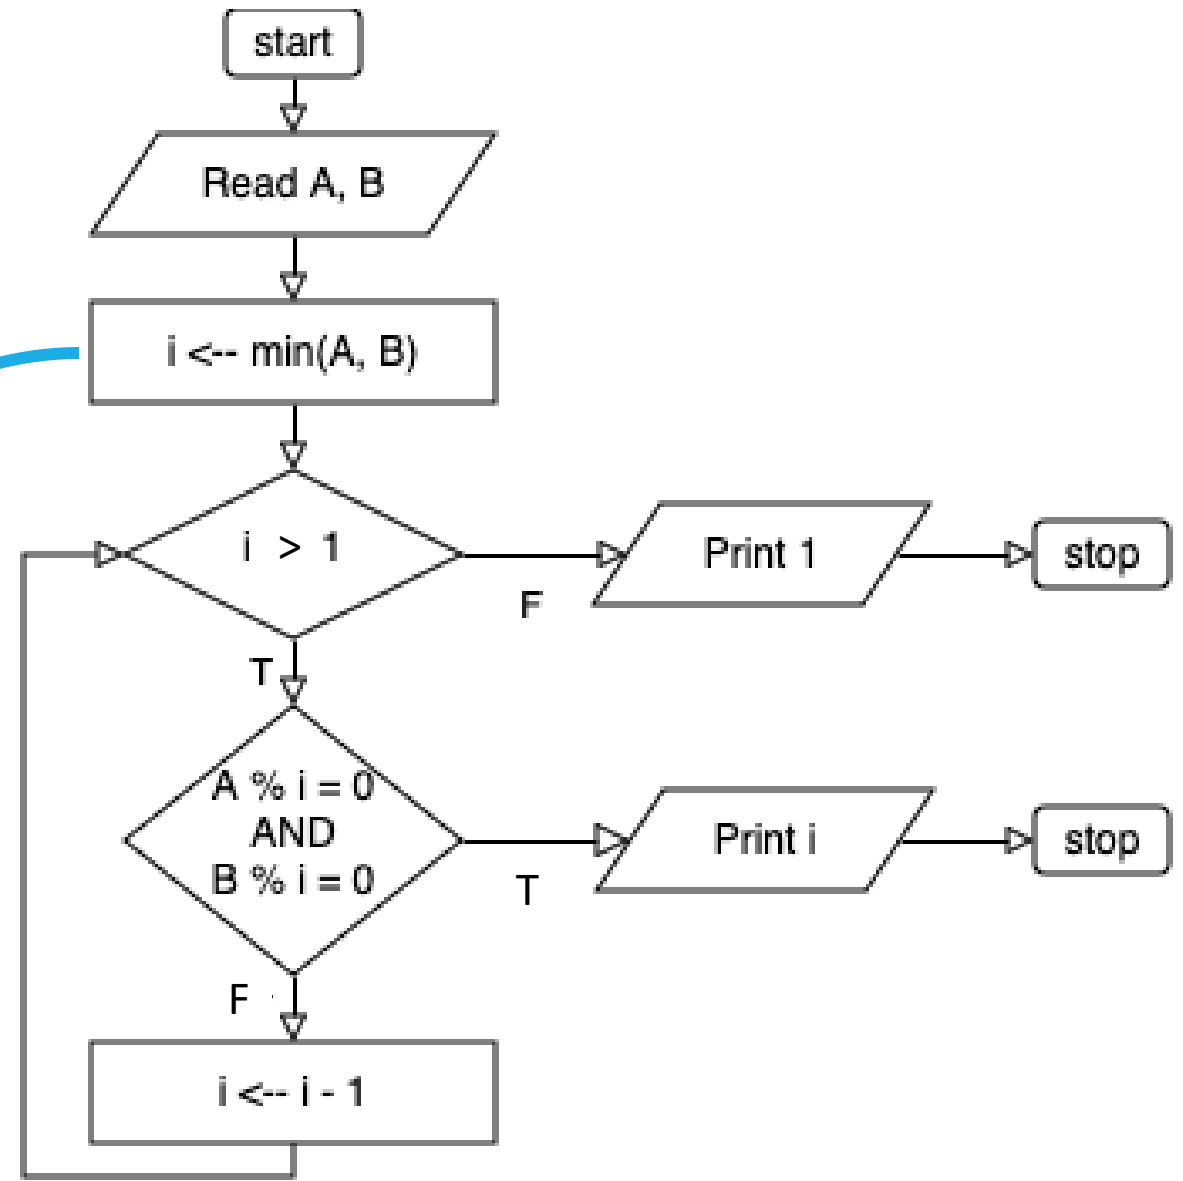 start
Read A, B
i <-- min(A, B)
i > 1
F
Print 1
stop
T
A % i = 0
AND
B % i = 0
T
Print i
stop
F
i <-- i - 1